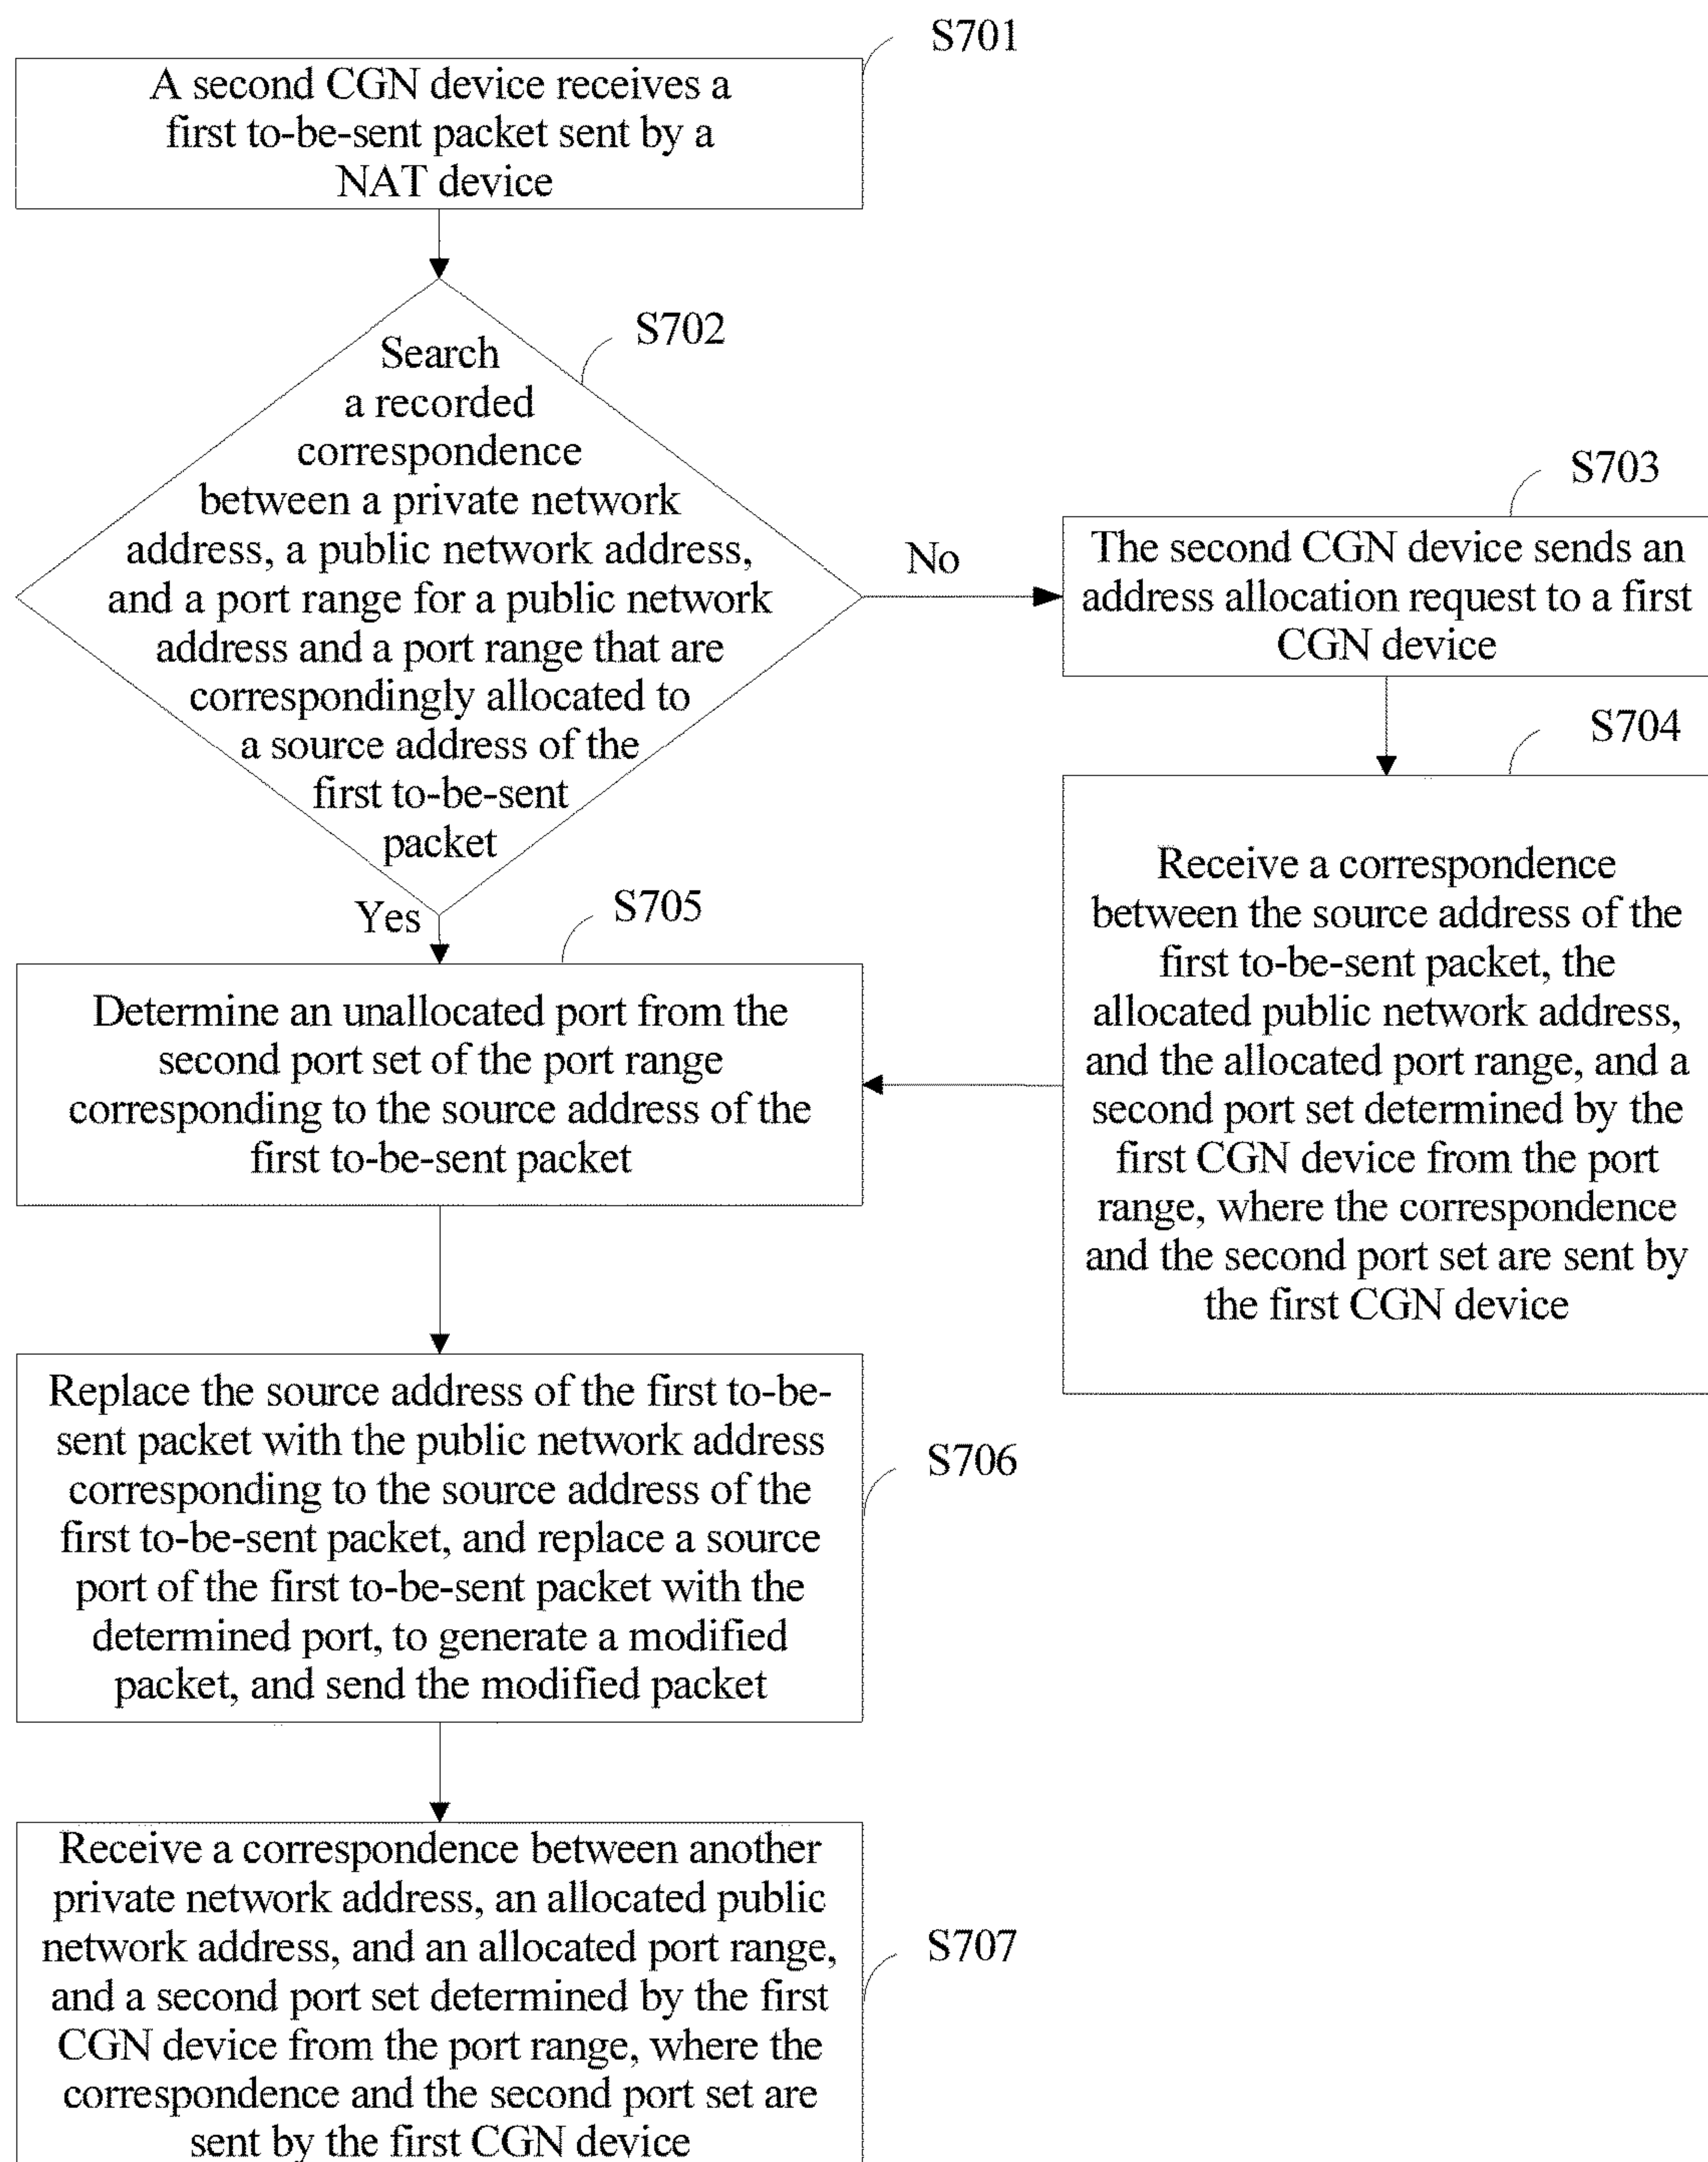 S701
A second CGN device receives a
first to-be-sent packet sent by a
NAT device
S702
Search
a recorded
correspondence
between a private network
address, a public network address,
and a port range for a public network
address and a port range that are
correspondingly allocated to
a source address of the
first to-be-sent
packet
No
S703
The second CGN device sends an
address allocation request to a first
CGN device
S704
Receive a correspondence
between the source address of the
first to-be-sent packet, the
allocated public network address,
and the allocated port range, and a
second port set determined by the
first CGN device from the port
range, where the correspondence
and the second port set are sent by
the first CGN device
Yes
S705
Determine an unallocated port from the
second port set of the port range
corresponding to the source address of the
first to-be-sent packet
Replace the source address of the first to-be-
sent packet with the public network address
corresponding to the source address of the
first to-be-sent packet, and replace a source
port of the first to-be-sent packet with the
determined port, to generate a modified
packet, and send the modified packet
S706
Receive a correspondence between another
private network address, an allocated public
network address, and an allocated port range,
and a second port set determined by the first
CGN device from the port range, where the
correspondence and the second port set are
sent by the first CGN device
S707